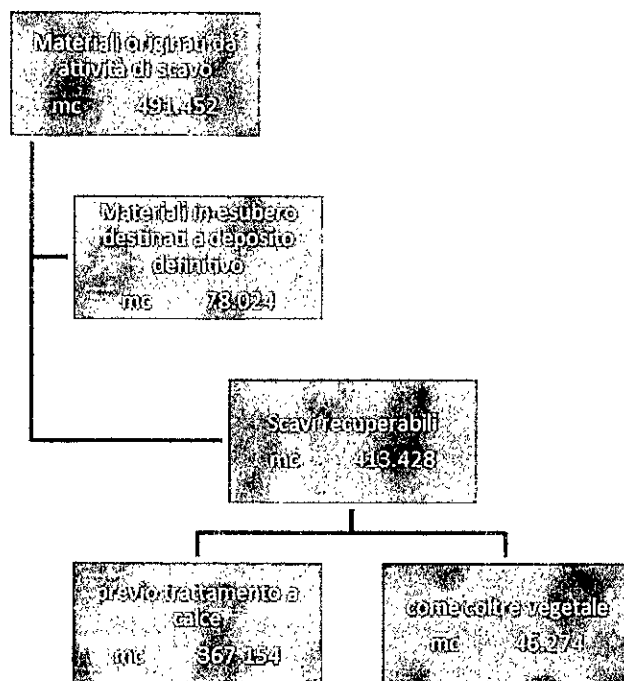 Materiali originati da
attività di scavo
mc 491.452
Materiali in esubero
destinati a deposito
definitivo
mc 78.024
Scavi recuperabili
mc 413.428
previo trattamento a
calce
mc 367.154
come coltre vegetale
mc 46.274